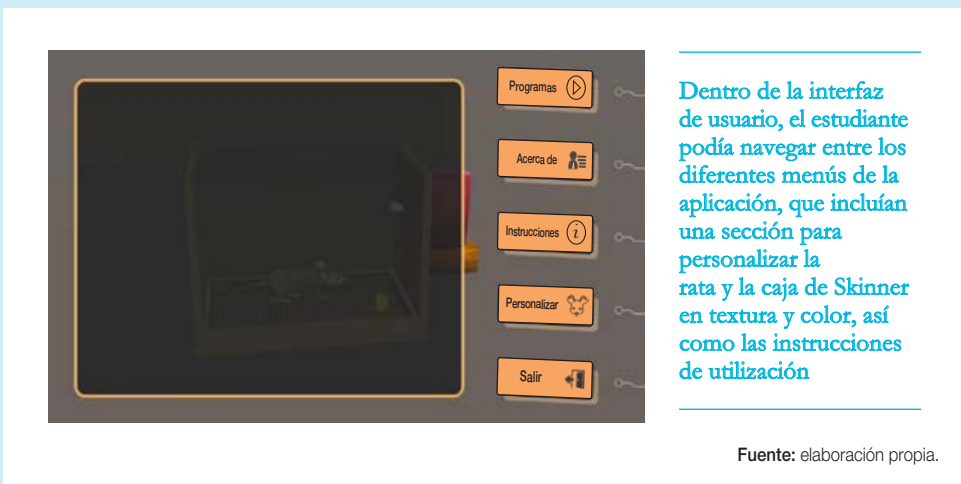 Programas
Acerca de
Instrucciones
Personalizar
Salir
Dentro de la interfaz
de usuario, el estudiante
podía navegar entre los
diferentes menús de la
aplicación, que incluían
una sección para
personalizar la
rata y la caja de Skinner
en textura y color, así
como las instrucciones
de utilización
Fuente: elaboración propia.